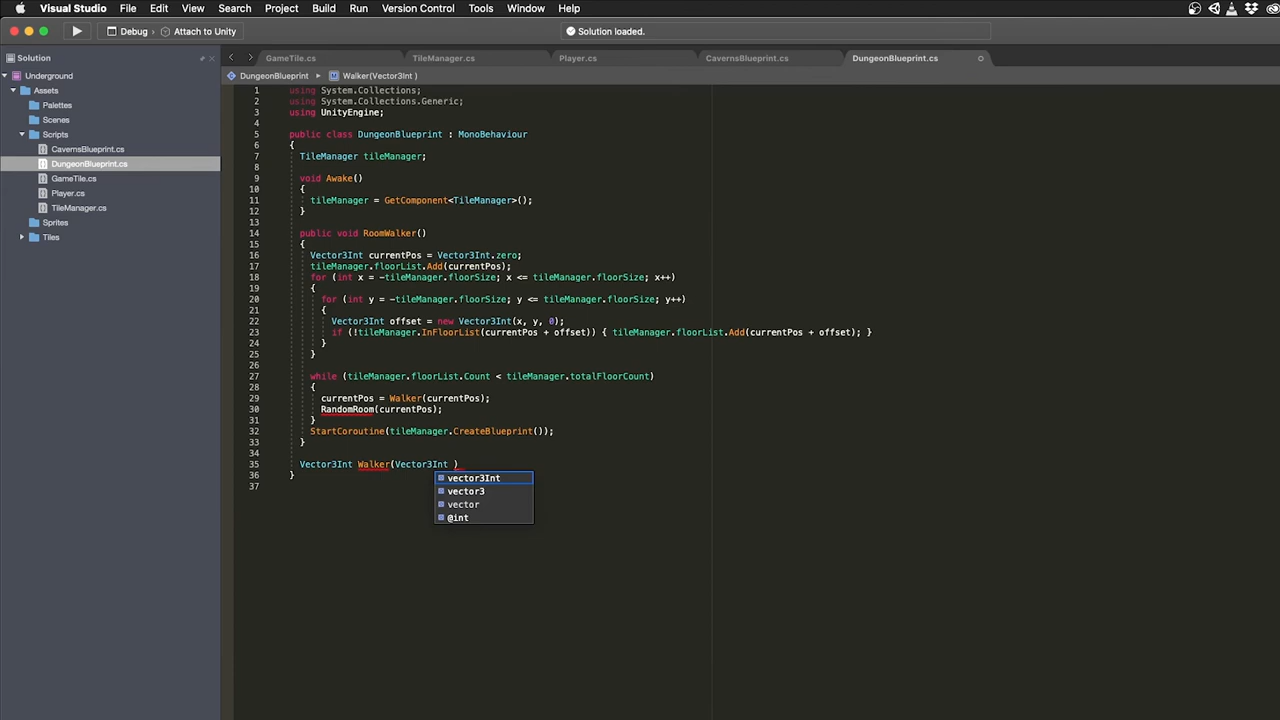 Visual Studio File Edit View Search Project Build Run Version Control Tools Window Help
Debug Attach to Unity Solution loaded.
Solution
GameTile.cs TileManager.cs Player.cs CavernsBlueprint.cs DungeonBlueprint.cs
Underground
Assets
Palettes
Scenes
Scripts
CavernsBlueprint.cs
DungeonBlueprint.cs
GameTile.cs
Player.cs
TileManager.cs
Sprites
Tiles
DungeonBlueprint Walker(Vector3Int )
1 using System.Collections;
2 using System.Collections.Generic;
3 using UnityEngine;
4
5 public class DungeonBlueprint : MonoBehaviour
6 {
7 TileManager tileManager;
8
9 void Awake()
10 {
11 tileManager = GetComponent<TileManager>();
12 }
13
14 public void RoomWalker()
15 {
16 Vector3Int currentPos = Vector3Int.zero;
17 tileManager.floorList.Add(currentPos);
18 for (int x = -tileManager.floorSize; x <= tileManager.floorSize; x++)
19 {
20 for (int y = -tileManager.floorSize; y <= tileManager.floorSize; y++)
21 {
22 Vector3Int offset = new Vector3Int(x, y, 0);
23 if (!tileManager.InFloorList(currentPos + offset)) { tileManager.floorList.Add(currentPos + offset); }
24 }
25 }
26
27 while (tileManager.floorList.Count < tileManager.totalFloorCount)
28 {
29 currentPos = Walker(currentPos);
30 RandomRoom(currentPos);
31 }
32 StartCoroutine(tileManager.CreateBlueprint());
33 }
34
35 Vector3Int Walker(Vector3Int )
36 }
37
vector3Int
vector3
vector
@int